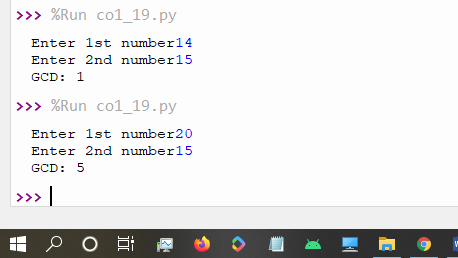 >>> %Run co1_19.py
Enter 1st number14
Enter 2nd number15
GCD: 1
>>> %Run co1_19.py
Enter 1st number20
Enter 2nd number15
GCD: 5
>>>